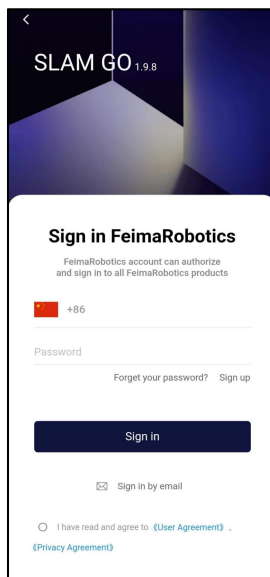 SLAM GO 1.9.8
Sign in FeimaRobotics
FeimaRobotics account can authorize
and sign in to all FeimaRobotics products
+86
Password
Forget your password? Sign up
Sign in
Sign in by email
I have read and agree to 《User Agreement》 ,
《Privacy Agreement》